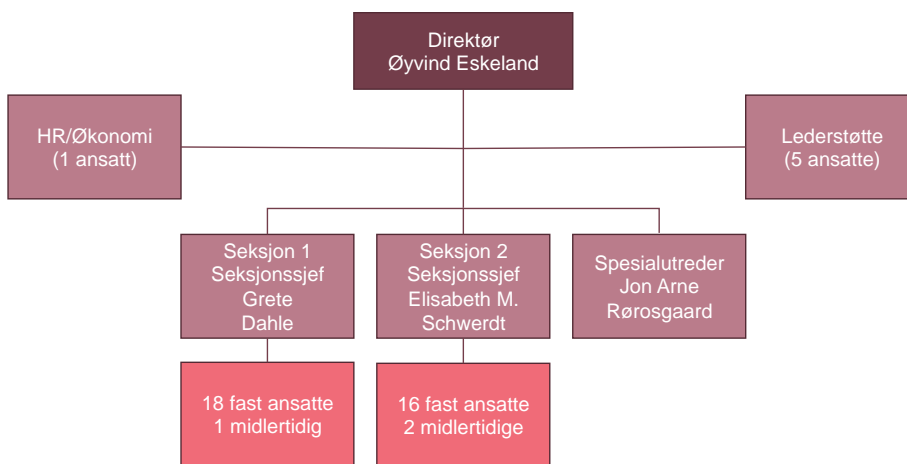 Direktør
Øyvind Eskeland
HR/Økonomi
(1 ansatt)
Lederstøtte
(5 ansatte)
Seksjon 1
Seksjonssjef
Grete
Dahle
Seksjon 2
Seksjonssjef
Elisabeth M.
Schwerdt
Spesialutreder
Jon Arne
Rørosgaard
18 fast ansatte
1 midlertidig
16 fast ansatte
2 midlertidige